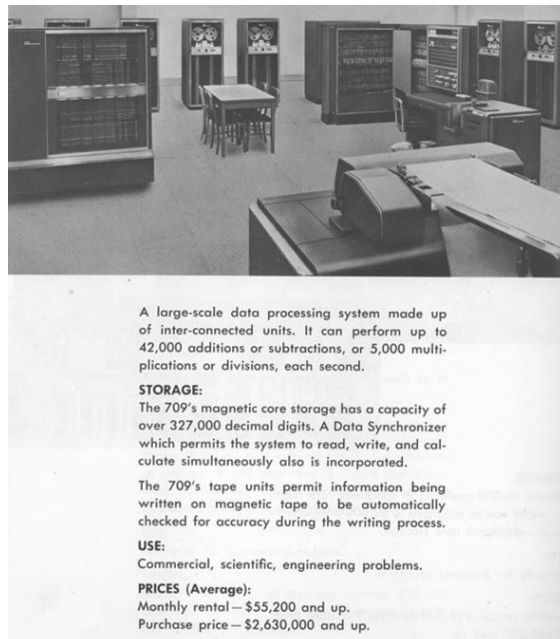 A large-scale data processing system made up
of inter-connected units. It can perform up to
42,000 additions or subtractions, or 5,000 multi-
plications or divisions, each second.
STORAGE:
The 709's magnetic core storage has a capacity of
over 327,000 decimal digits. A Data Synchronizer
which permits the system to read, write, and cal-
culate simultaneously also is incorporated.
The 709's tape units permit information being
written on magnetic tape to be automatically
checked for accuracy during the writing process.
USE:
Commercial, scientific, engineering problems.
PRICES (Average):
Monthly rental — $55,200 and up.
Purchase price — $2,630,000 and up.